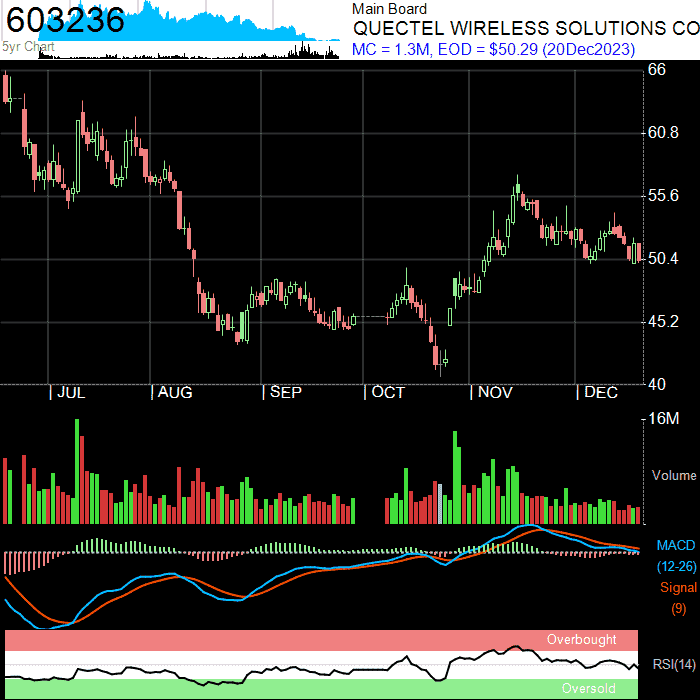 603236
5yr Chart
Main Board
QUECTEL WIRELESS SOLUTIONS CO
MC = 1.3M, EOD = $50.29 (20Dec2023)
66
60.8
55.6
50.4
45.2
40
| JUL | AUG | SEP | OCT | NOV | DEC
16M
Volume
MACD
(12-26)
Signal
(9)
Overbought
RSI(14)
Oversold